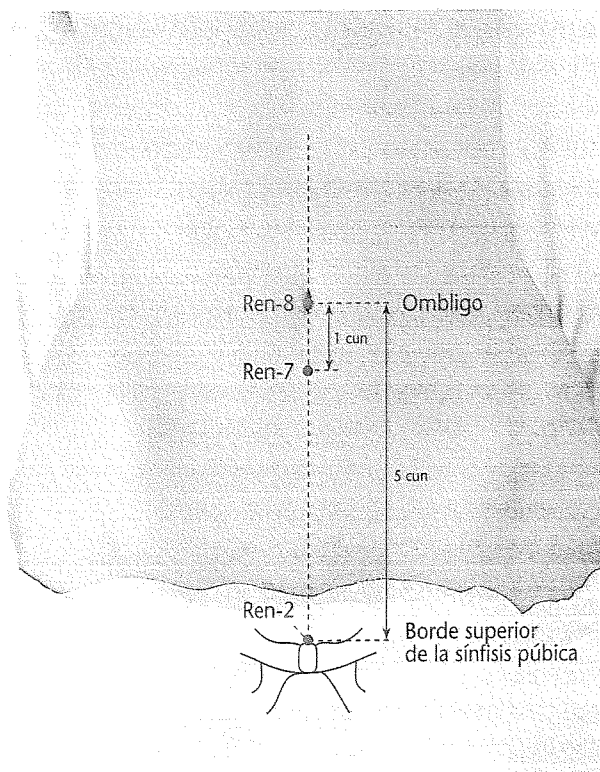 Ren-8
Ombligo
1 cun
Ren-7
5 cun
Ren-2
Borde superior
de la sínfisis púbica